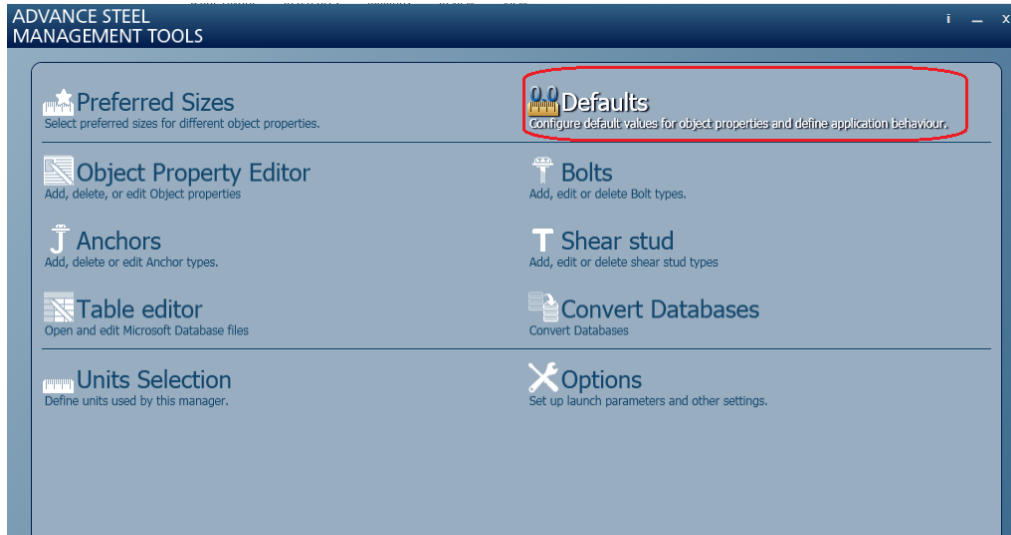 ADVANCE STEEL
MANAGEMENT TOOLS
i – x
Preferred Sizes
Select preferred sizes for different object properties.
Defaults
Configure default values for object properties and define application behaviour.
Object Property Editor
Add, delete, or edit Object properties
Bolts
Add, edit or delete Bolt types.
Anchors
Add, delete or edit Anchor types.
Shear stud
Add, edit or delete shear stud types
Table editor
Open and edit Microsoft Database files
Convert Databases
Convert Databases
Units Selection
Define units used by this manager.
Options
Set up launch parameters and other settings.